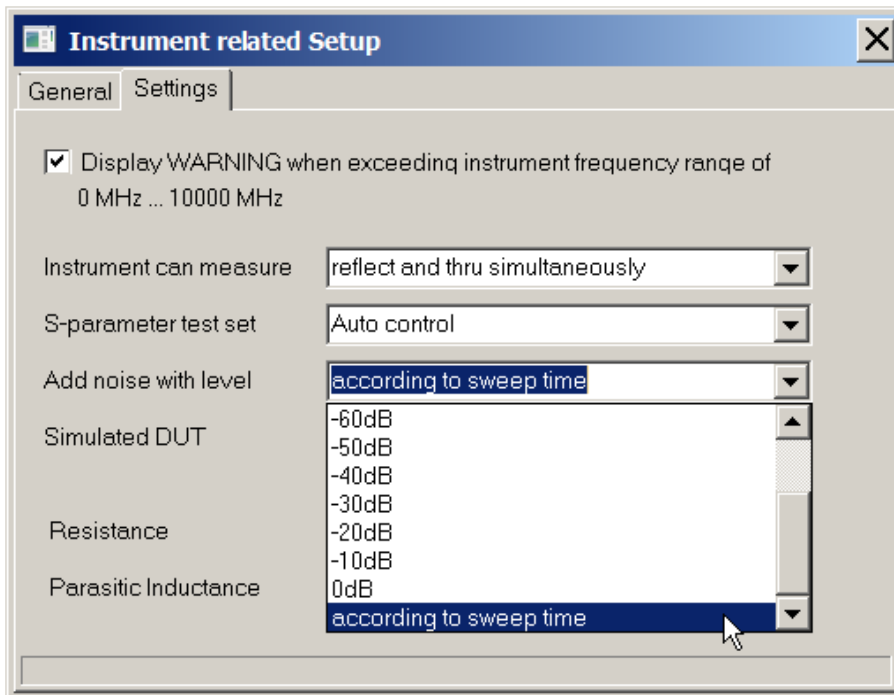 Instrument related Setup
General Settings
Display WARNING when exceeding instrument frequency range of
0 MHz ... 10000 MHz
Instrument can measure reflect and thru simultaneously
S-parameter test set Auto control
Add noise with level according to sweep time
-60dB
Simulated DUT
-50dB
-40dB
-30dB
Resistance -20dB
-10dB
Parasitic Inductance 0dB
according to sweep time